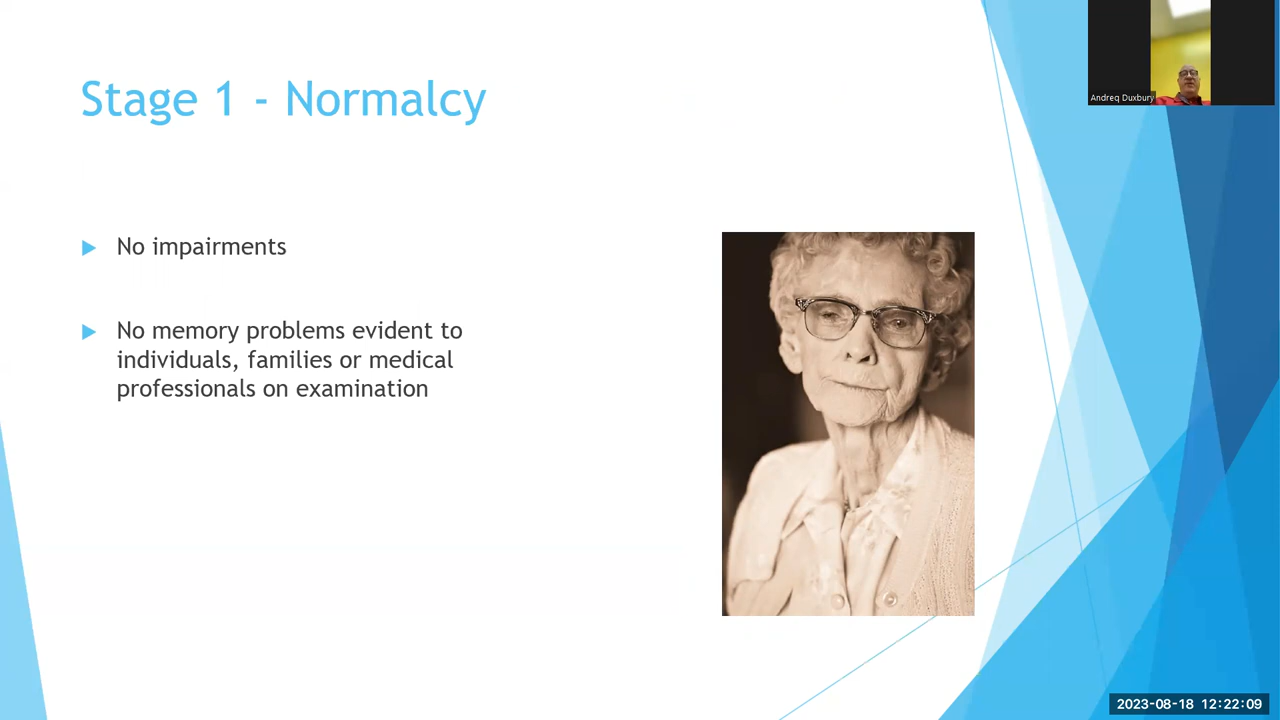 Stage 1 - Normalcy
No impairments
No memory problems evident to
individuals, families or medical
professionals on examination
Andreq Duxbury
2023-08-18 12:22:09